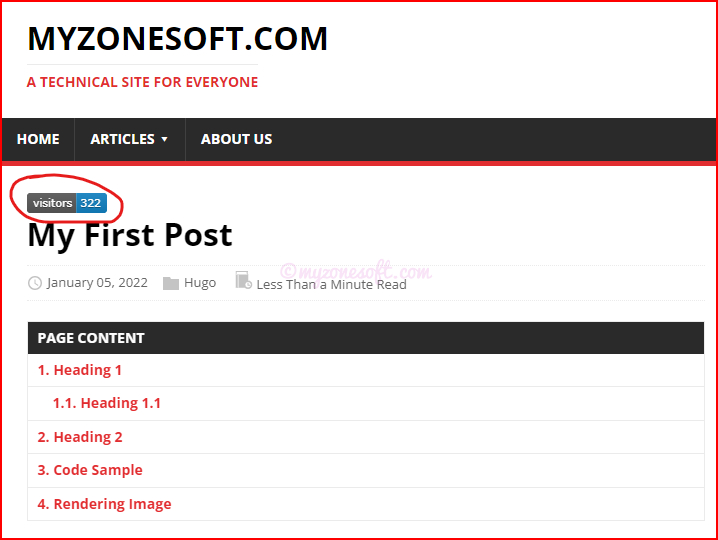 MYZONESOFT.COM
A TECHNICAL SITE FOR EVERYONE
HOME ARTICLES ABOUT US
visitors 322
My First Post
©myzonesoft.com
January 05, 2022 Hugo Less Than a Minute Read
PAGE CONTENT
1. Heading 1
1.1. Heading 1.1
2. Heading 2
3. Code Sample
4. Rendering Image